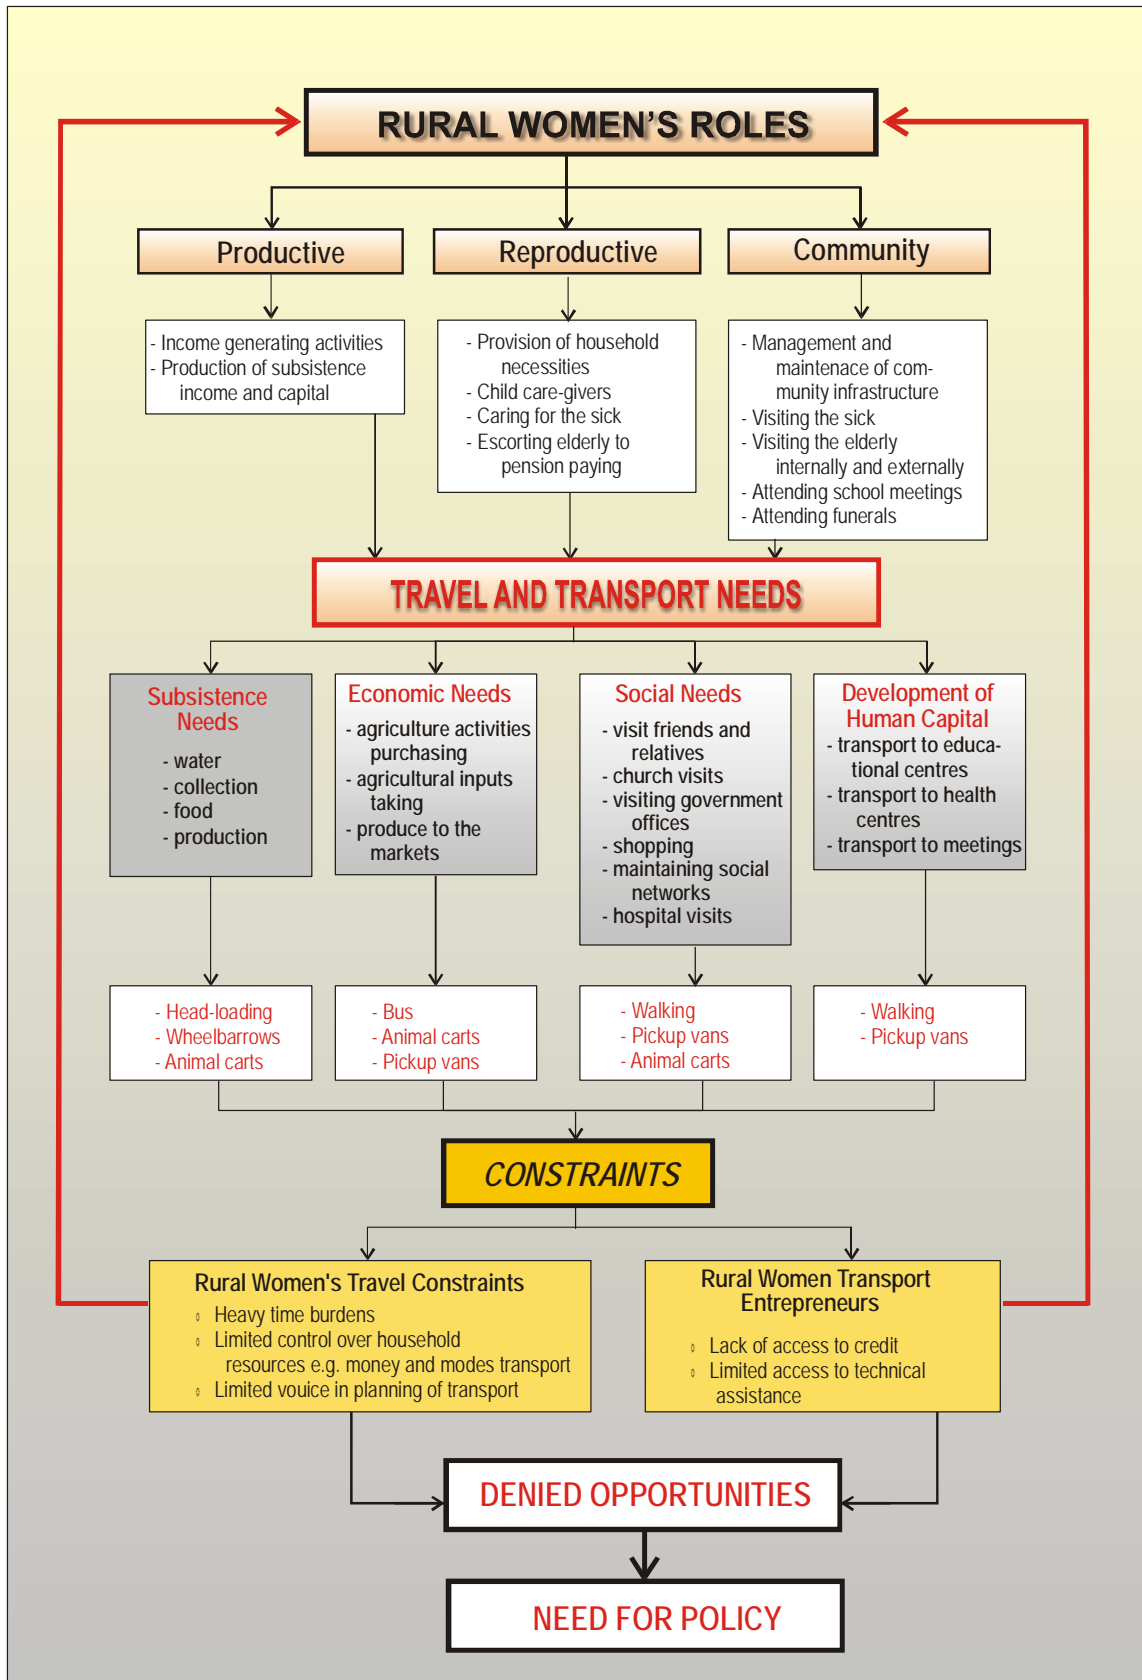 RURAL WOMEN'S ROLES
Productive
Reproductive
Community
- Income generating activities
- Production of subsistence
income and capital
- Provision of household
necessities
- Child care-givers
- Caring for the sick
- Escorting elderly to
pension paying
- Management and
maintenace of com-
munity infrastructure
- Visiting the sick
- Visiting the elderly
internally and externally
- Attending school meetings
- Attending funerals
TRAVEL AND TRANSPORT NEEDS
Subsistence
Needs
- water
- collection
- food
- production
Economic Needs
- agriculture activities
purchasing
- agricultural inputs
taking
- produce to the
markets
Social Needs
- visit friends and
relatives
- church visits
- visiting government
offices
- shopping
- maintaining social
networks
- hospital visits
Development of
Human Capital
- transport to educa-
tional centres
- transport to health
centres
- transport to meetings
- Head-loading
- Wheelbarrows
- Animal carts
- Bus
- Animal carts
- Pickup vans
- Walking
- Pickup vans
- Animal carts
- Walking
- Pickup vans
CONSTRAINTS
Rural Women's Travel Constraints
Heavy time burdens
Limited control over household
resources e.g. money and modes transport
Limited vouice in planning of transport
Rural Women Transport
Entrepreneurs
Lack of access to credit
Limited access to technical
assistance
DENIED OPPORTUNITIES
NEED FOR POLICY